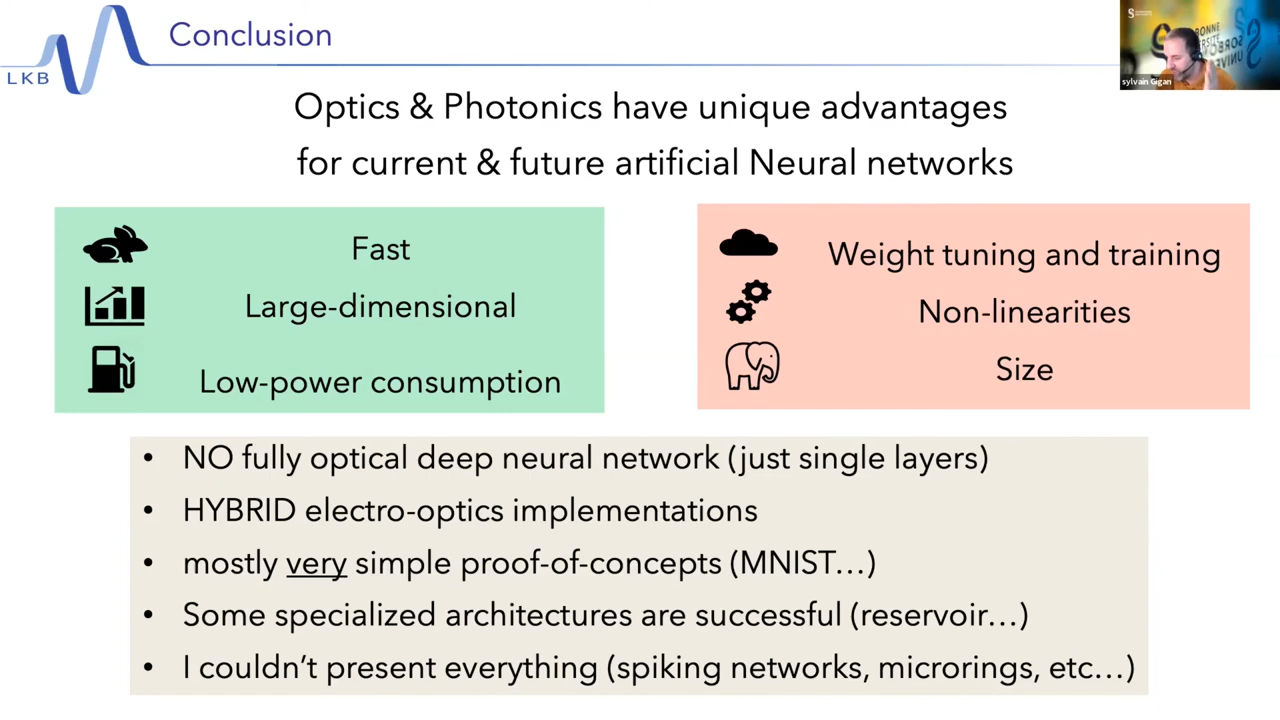 LKB
Conclusion
sylvain Gigan
Optics & Photonics have unique advantages
for current & future artificial Neural networks
Fast
Large-dimensional
Low-power consumption
Weight tuning and training
Non-linearities
Size
• NO fully optical deep neural network (just single layers)
• HYBRID electro-optics implementations
• mostly very simple proof-of-concepts (MNIST…)
• Some specialized architectures are successful (reservoir…)
• I couldn’t present everything (spiking networks, microrings, etc…)